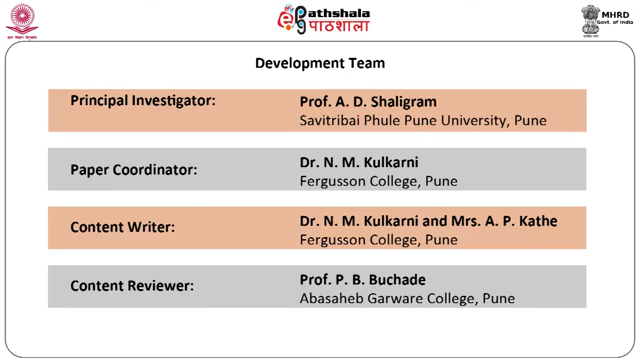 ePathshala
पाठशाला
MHRD
Govt. of India
Development Team
Principal Investigator: Prof. A. D. Shaligram
Savitribai Phule Pune University, Pune
Paper Coordinator: Dr. N. M. Kulkarni
Fergusson College, Pune
Content Writer: Dr. N. M. Kulkarni and Mrs. A. P. Kathe
Fergusson College, Pune
Content Reviewer: Prof. P. B. Buchade
Abasaheb Garware College, Pune